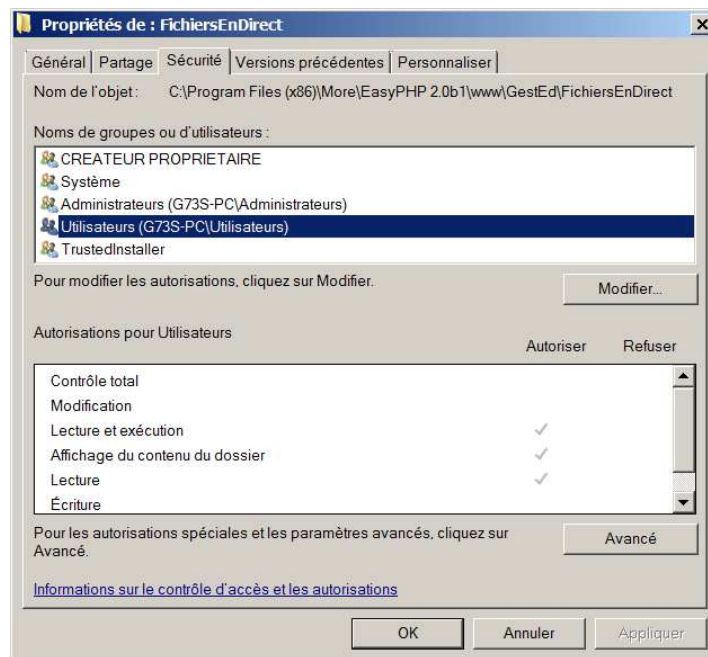 Propriétés de : FichiersEnDirect
Général Partage Sécurité Versions précédentes Personnaliser
Nom de l'objet : C:\Program Files (x86)\More\EasyPHP 2.0b1\www\GestEd\FichiersEnDirect
Noms de groupes ou d'utilisateurs :
CREATEUR PROPRIETAIRE
Système
Administrateurs (G73S-PC\Administrateurs)
Utilisateurs (G73S-PC\Utilisateurs)
TrustedInstaller
Pour modifier les autorisations, cliquez sur Modifier.
Modifier...
Autorisations pour Utilisateurs
Autoriser Refuser
Contrôle total
Modification
Lecture et exécution
Affichage du contenu du dossier
Lecture
Écriture
Pour les autorisations spéciales et les paramètres avancés, cliquez sur
Avancé.
Avancé
Informations sur le contrôle d'accès et les autorisations
OK Annuler Appliquer